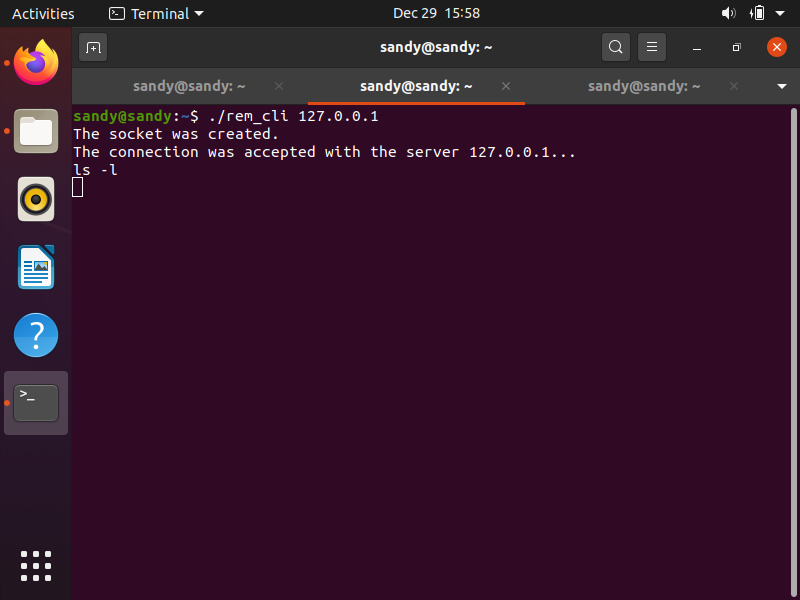 Activities Terminal Dec 29 15:58
sandy@sandy: ~
sandy@sandy: ~ sandy@sandy: ~ sandy@sandy: ~
sandy@sandy:~$ ./rem_cli 127.0.0.1
The socket was created.
The connection was accepted with the server 127.0.0.1...
ls -l